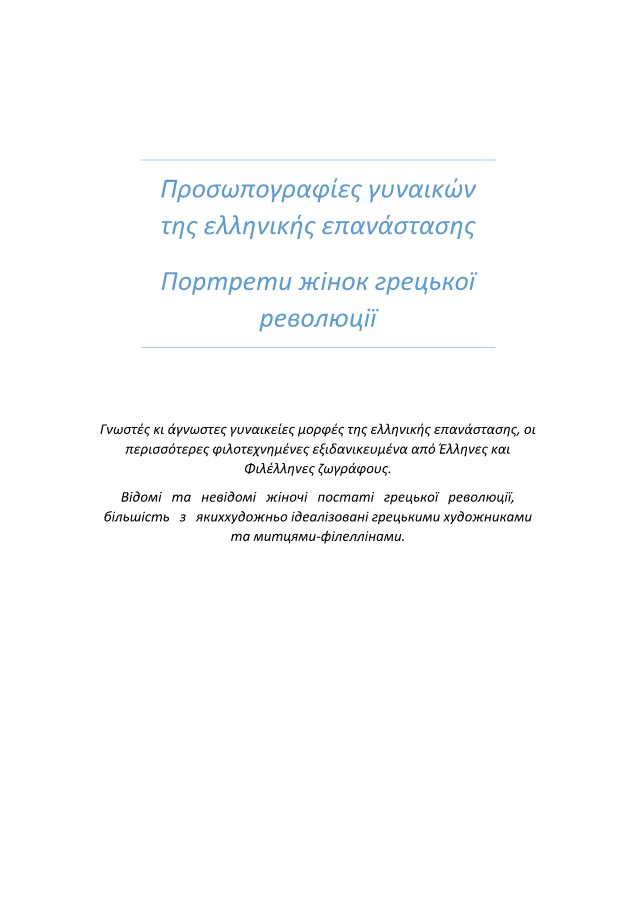 Προσωπογραφίες γυναικών
της ελληνικής επανάστασης
Портрети жінок грецької
революції
Γνωστές κι άγνωστες γυναικείες μορφές της ελληνικής επανάστασης, οι
περισσότερες φιλοτεχνημένες εξιδανικευμένα από Έλληνες και
Φιλέλληνες ζωγράφους.
Відомі та невідомі жіночі постаті грецької революції,
більшість з якиххудожньо ідеалізовані грецькими художниками
та митцями-філеллінами.